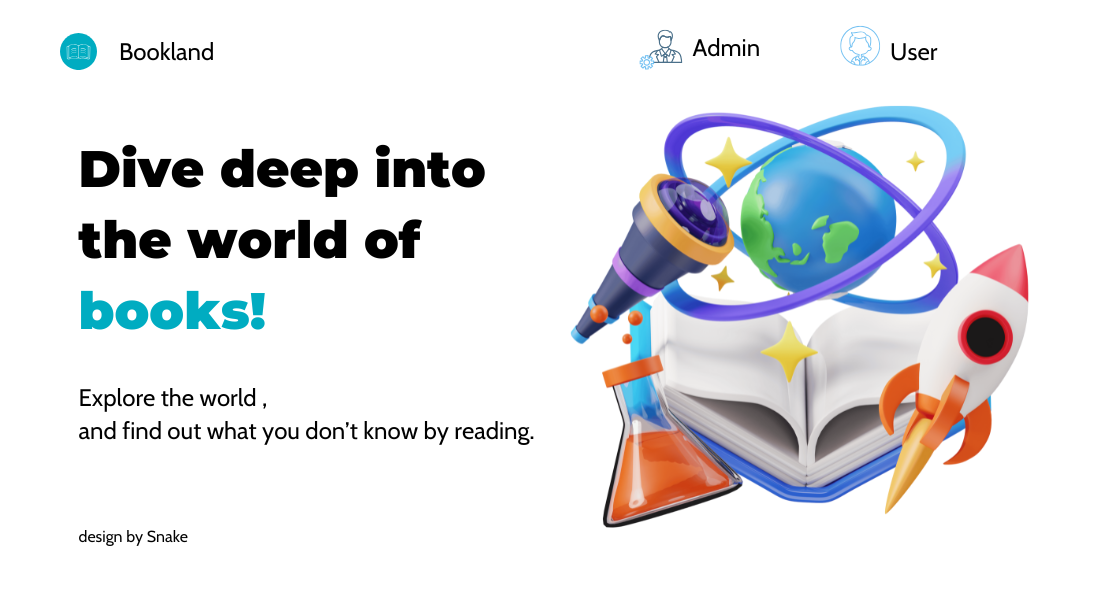 Bookland
Admin
User
Dive deep into
the world of
books!
Explore the world ,
and find out what you don't know by reading.
design by Snake